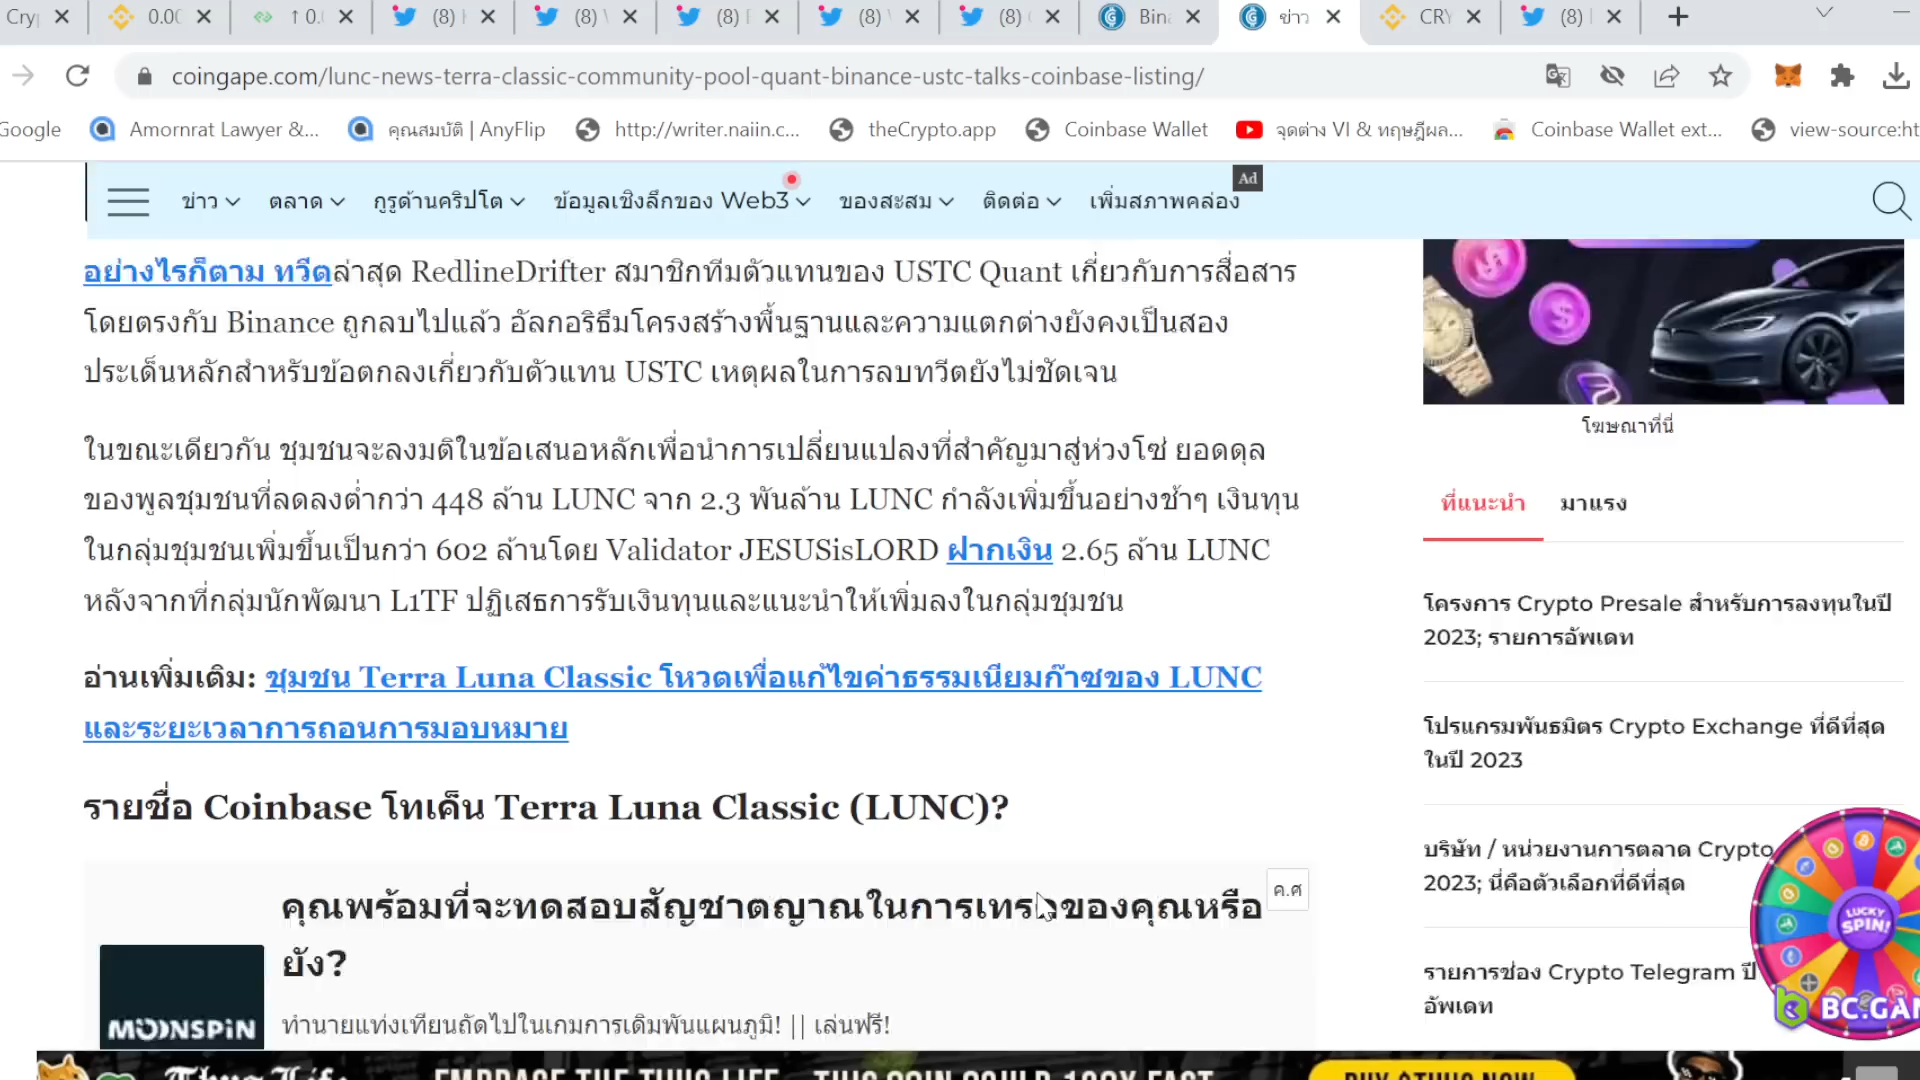 Cry
0.00
↑ 0.
(8)
(8)
(8)
(8)
(8)
Bin
ข่าว
CRY
(8)
coingape.com/lunc-news-terra-classic-community-pool-quant-binance-ustc-talks-coinbase-listing/
Google
Amornrat Lawyer &...
คุณสมบัติ | AnyFlip
http://writer.naiin.c...
theCrypto.app
Coinbase Wallet
จุดต่าง VI & ทฤษฎีผล...
Coinbase Wallet ext...
view-source:ht
Ad
ข่าว
ตลาด
กูรูด้านคริปโต
ข้อมูลเชิงลึกของ Web3
ของสะสม
ติดต่อ
เพิ่มสภาพคล่อง
อย่างไรก็ตาม ทวีตล่าสุด RedlineDrifter สมาชิกทีมตัวแทนของ USTC Quant เกี่ยวกับการสื่อสาร
โดยตรงกับ Binance ถูกลบไปแล้ว อัลกอริธึมโครงสร้างพื้นฐานและความแตกต่างยังคงเป็นสอง
ประเด็นหลักสำหรับข้อตกลงเกี่ยวกับตัวแทน USTC เหตุผลในการลบทวีตยังไม่ชัดเจน
ในขณะเดียวกัน ชุมชนจะลงมติในข้อเสนอหลักเพื่อนำการเปลี่ยนแปลงที่สำคัญมาสู่ห่วงโซ่ ยอดดุล
ของพูลชุมชนที่ลดลงต่ำกว่า 448 ล้าน LUNC จาก 2.3 พันล้าน LUNC กำลังเพิ่มขึ้นอย่างช้าๆ เงินทุน
ในกลุ่มชุมชนเพิ่มขึ้นเป็นกว่า 602 ล้านโดย Validator JESUSisLORD ฝากเงิน 2.65 ล้าน LUNC
หลังจากที่กลุ่มนักพัฒนา L1TF ปฏิเสธการรับเงินทุนและแนะนำให้เพิ่มลงในกลุ่มชุมชน
อ่านเพิ่มเติม: ชุมชน Terra Luna Classic โหวตเพื่อแก้ไขค่าธรรมเนียมก๊าซของ LUNC
และระยะเวลาการถอนการมอบหมาย
รายชื่อ Coinbase โทเค็น Terra Luna Classic (LUNC)?
คุณพร้อมที่จะทดสอบสัญชาตญาณในการเทรดของคุณหรือ
ยัง?
ค.ศ
MOONSPiN
ทำนายแท่งเทียนถัดไปในเกมการเดิมพันแผนภูมิ! || เล่นฟรี!
โฆษณาที่นี่
ที่แนะนำ
มาแรง
โครงการ Crypto Presale สำหรับการลงทุนในปี
2023; รายการอัพเดท
โปรแกรมพันธมิตร Crypto Exchange ที่ดีที่สุด
ในปี 2023
บริษัท / หน่วยงานการตลาด Crypto
2023; นี่คือตัวเลือกที่ดีที่สุด
รายการช่อง Crypto Telegram ปี
อัพเดท
LUCKY
SPIN!
BC.GAM
Thug Life
EMBRACE THE THUG LIFE - THIS COIN COULD 100X FAST
BUY $THUG NOW